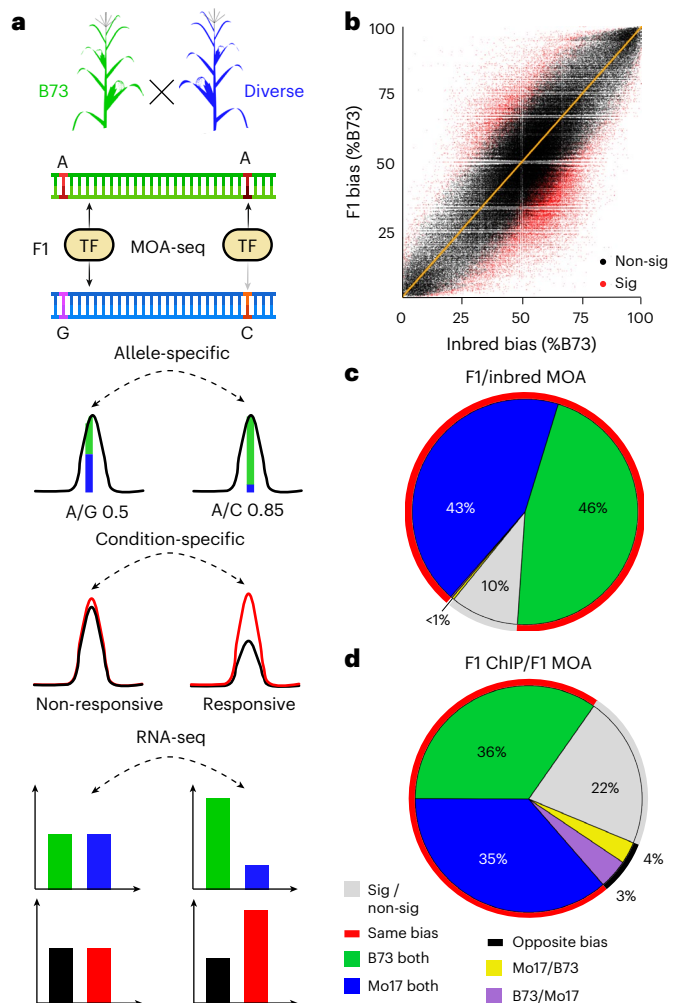 a
B73
Diverse
A
A
F1
TF
MOA-seq
TF
G
C
Allele-specific
A/G 0.5
A/C 0.85
Condition-specific
Non-responsive
Responsive
RNA-seq
b
F1 bias (%B73)
100
75
50
25
Non-sig
Sig
0
25
50
75
100
Inbred bias (%B73)
c
F1/inbred MOA
43%
46%
10%
<1%
d
F1 ChIP/F1 MOA
36%
22%
35%
4%
3%
Sig /
non-sig
Same bias
B73 both
Mo17 both
Opposite bias
Mo17/B73
B73/Mo17